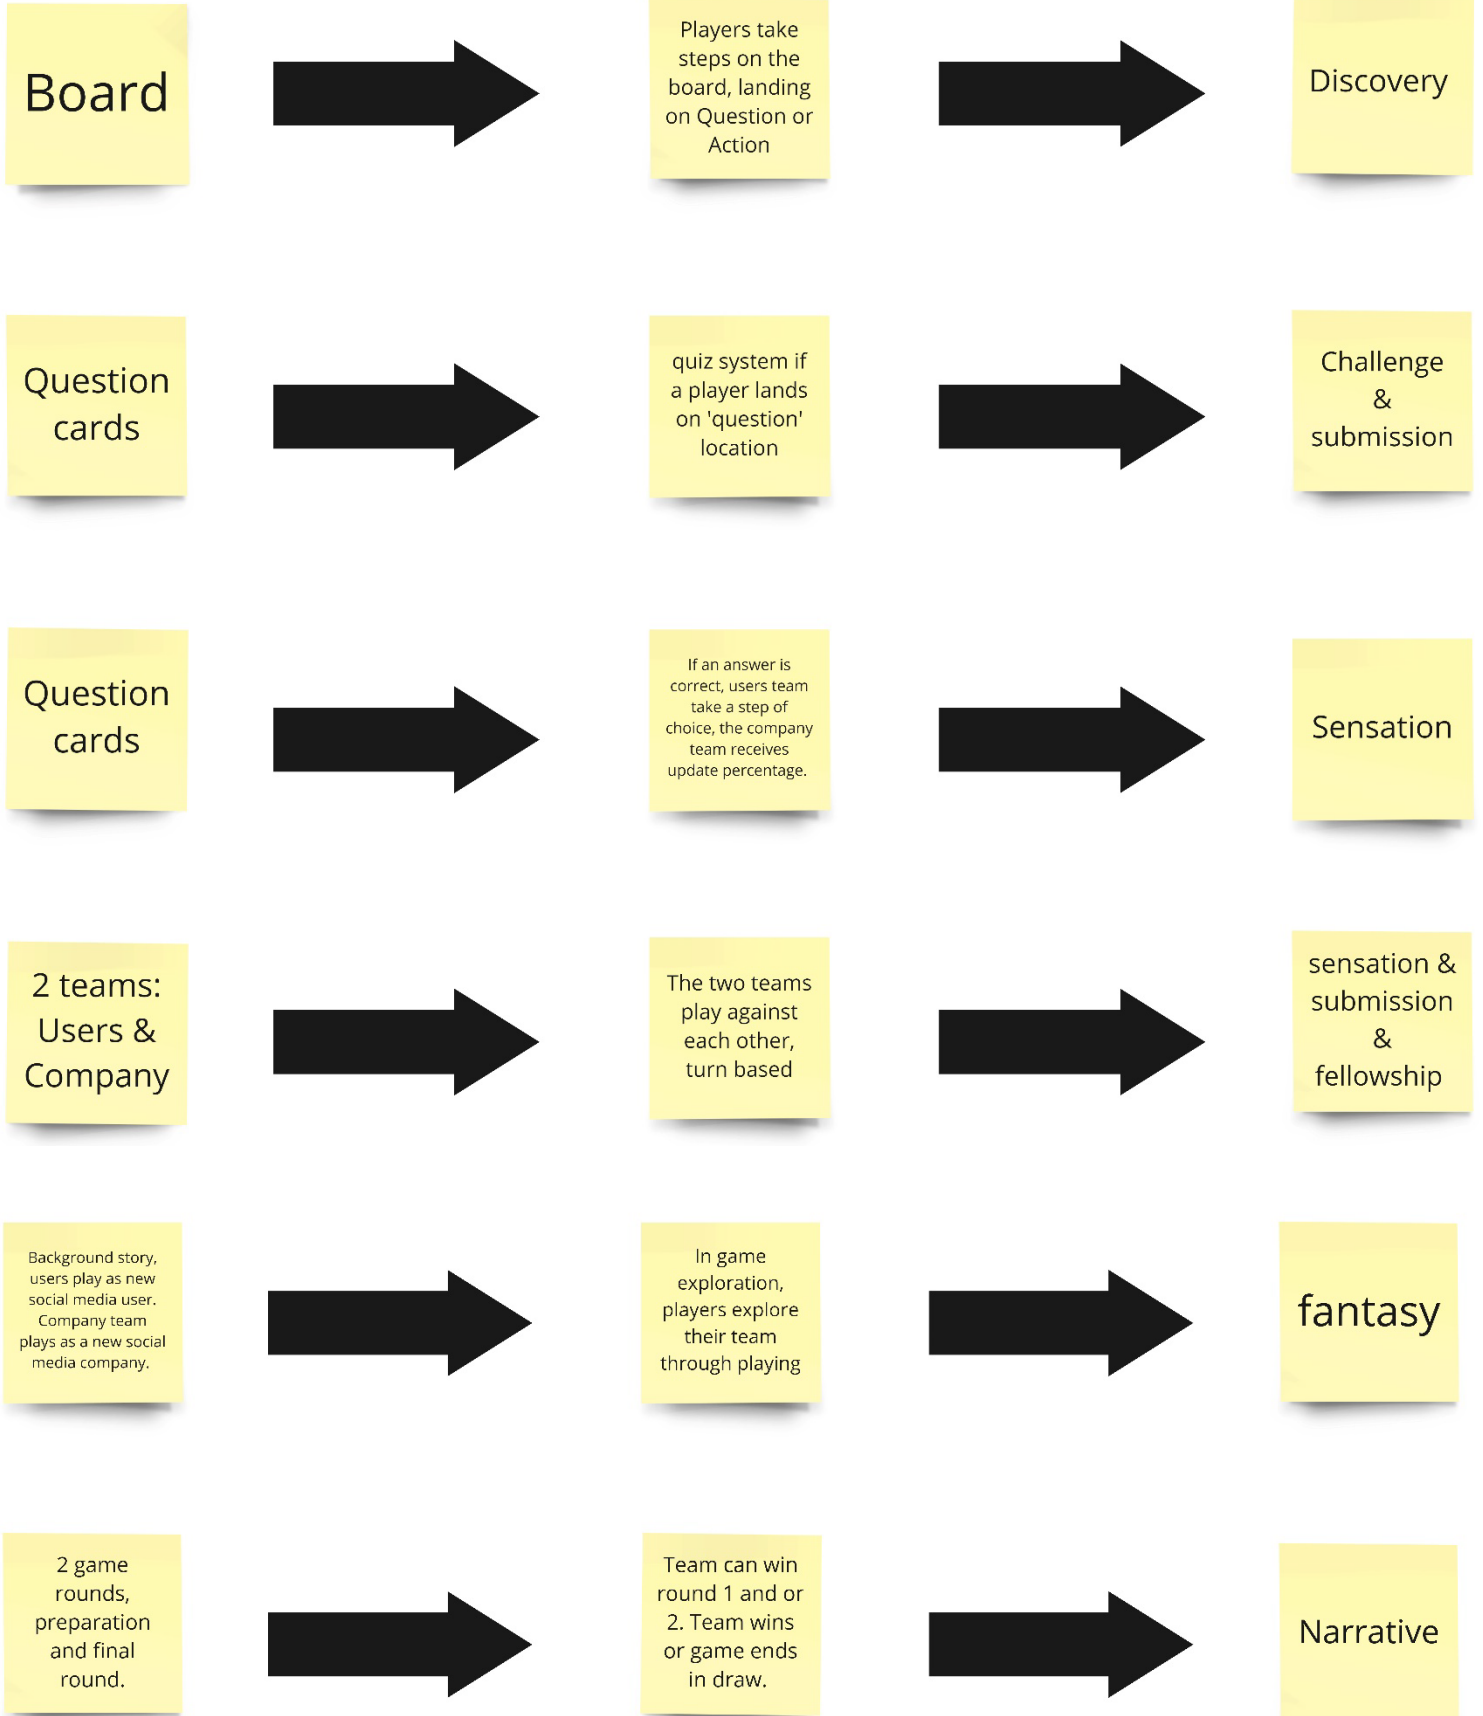 Board
Players take
steps on the
board, landing
on Question or
Action
Discovery
Question
cards
quiz system if
a player lands
on 'question'
location
Challenge
&
submission
Question
cards
If an answer is
correct, users team
take a step of
choice, the company
team receives
update percentage.
Sensation
2 teams:
Users &
Company
The two teams
play against
each other,
turn based
sensation &
submission
&
fellowship
Background story,
users play as new
social media user.
Company team
plays as a new social
media company.
In game
exploration,
players explore
their team
through playing
fantasy
2 game
rounds,
preparation
and final
round.
Team can win
round 1 and or
2. Team wins
or game ends
in draw.
Narrative